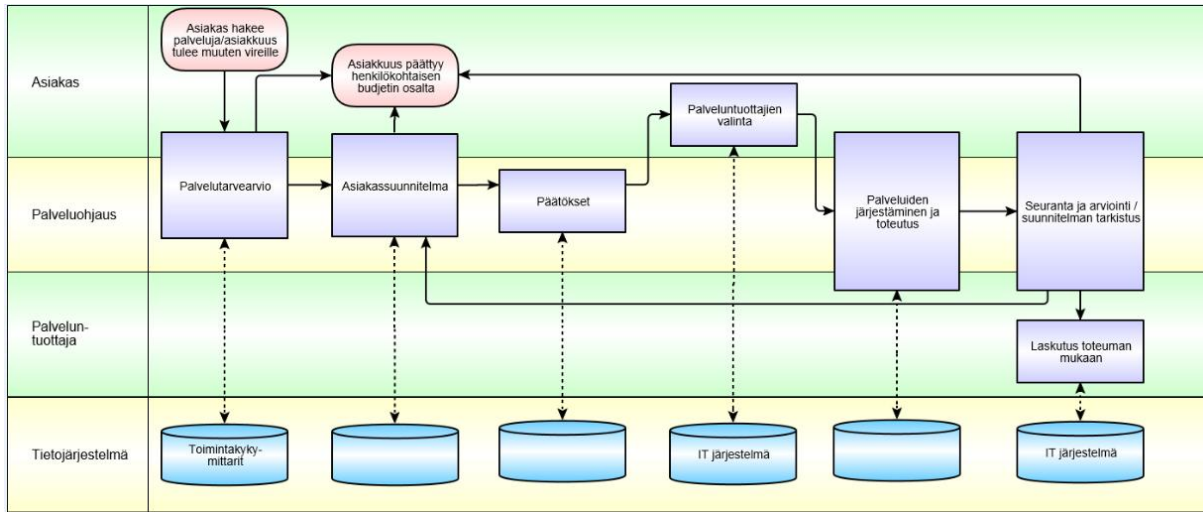 Asiakas
Asiakas hakee
palveluja/asiakkuus
tulee muuten vireille
Asiakkuus päättyy
henkilökohtaisen
budjetin osalta
Palveluntuottajien
valinta
Palveluohjaus
Palvelutarvearvio
Asiakassuunnitelma
Päätökset
Palveluiden
järjestäminen ja
toteutus
Seuranta ja arviointi /
suunnitelman tarkistus
Palvelun-
tuottaja
Laskutus toteuman
mukaan
Tietojärjestelmä
Toimintakyky-
mittarit
IT järjestelmä
IT järjestelmä